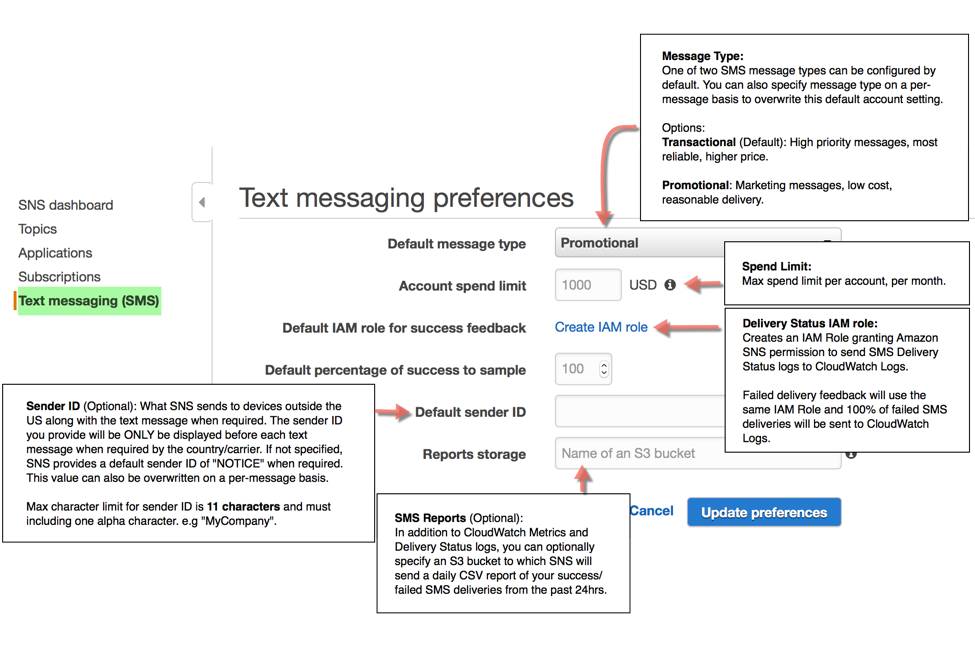 Message Type:
One of two SMS message types can be configured by
default. You can also specify message type on a per-
message basis to overwrite this default account setting.
Options:
Transactional (Default): High priority messages, most
reliable, higher price.
Promotional: Marketing messages, low cost,
reasonable delivery.
SNS dashboard
Topics
Applications
Subscriptions
Text messaging (SMS)
Text messaging preferences
Default message type
Promotional
Account spend limit
1000
USD
Spend Limit:
Max spend limit per account, per month.
Default IAM role for success feedback
Create IAM role
Delivery Status IAM role:
Creates an IAM Role granting Amazon
SNS permission to send SMS Delivery
Status logs to CloudWatch Logs.
Failed delivery feedback will use the
same IAM Role and 100% of failed SMS
deliveries will be sent to CloudWatch
Logs.
Default percentage of success to sample
100
Sender ID (Optional): What SNS sends to devices outside the
US along with the text message when required. The sender ID
you provide will be ONLY be displayed before each text
message when required by the country/carrier. If not specified,
SNS provides a default sender ID of "NOTICE" when required.
This value can also be overwritten on a per-message basis.
Max character limit for sender ID is 11 characters and must
including one alpha character. e.g "MyCompany".
Default sender ID
Reports storage
Name of an S3 bucket
SMS Reports (Optional):
In addition to CloudWatch Metrics and
Delivery Status logs, you can optionally
specify an S3 bucket to which SNS will
send a daily CSV report of your success/
failed SMS deliveries from the past 24hrs.
Cancel
Update preferences